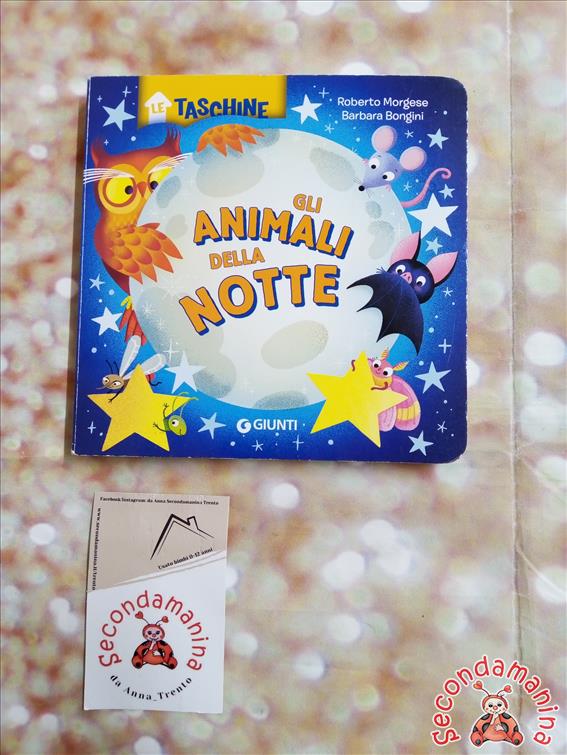 LE TASCHINE
Roberto Morgese
Barbara Bongini
GLI
ANIMALI
DELLA
NOTTE
GIUNTI
Facebook/Instagram: da Anna Secondamanina Trento
Usato bimbi 0-12 anni
Secondamanina
da Anna_Trento
Secondamanina